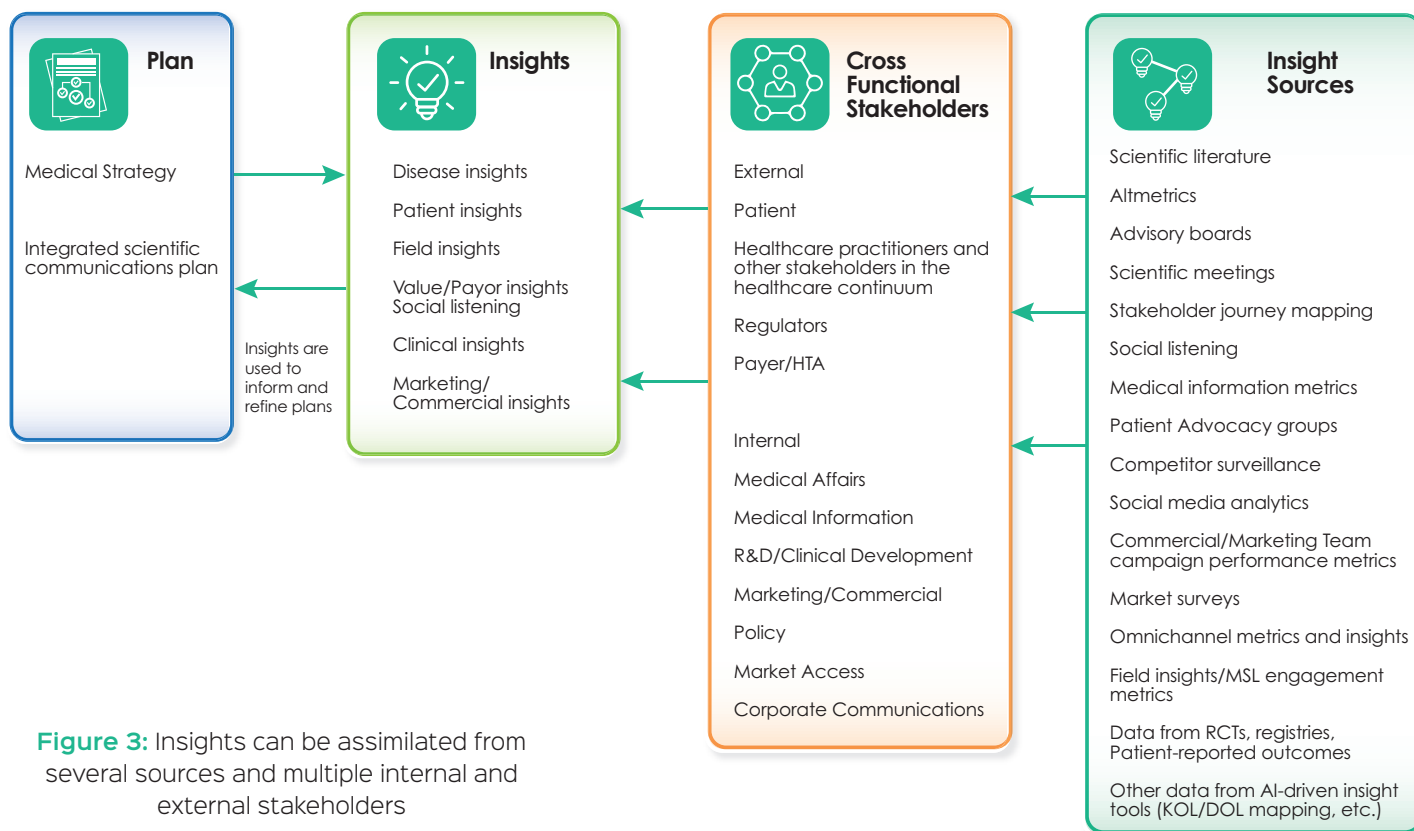 Plan
Medical Strategy
Integrated scientific
communications plan
Insights are
used to
inform and
refine plans
Insights
Disease insights
Patient insights
Field insights
Value/Payor insights
Social listening
Clinical insights
Marketing/
Commercial insights
Cross
Functional
Stakeholders
External
Patient
Healthcare practitioners and
other stakeholders in the
healthcare continuum
Regulators
Payer/HTA
Internal
Medical Affairs
Medical Information
R&D/Clinical Development
Marketing/Commercial
Policy
Market Access
Corporate Communications
Insight
Sources
Scientific literature
Altmetrics
Advisory boards
Scientific meetings
Stakeholder journey mapping
Social listening
Medical information metrics
Patient Advocacy groups
Competitor surveillance
Social media analytics
Commercial/Marketing Team
campaign performance metrics
Market surveys
Omnichannel metrics and insights
Field insights/MSL engagement
metrics
Data from RCTs, registries,
Patient-reported outcomes
Other data from AI-driven insight
tools (KOL/DOL mapping, etc.)
Figure 3: Insights can be assimilated from
several sources and multiple internal and
external stakeholders